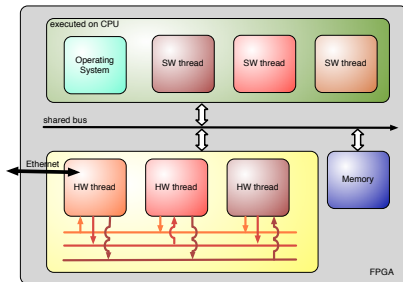 executed on CPU
Operating
System
SW thread
SW thread
SW thread
shared bus
Ethernet
HW thread
HW thread
HW thread
Memory
FPGA